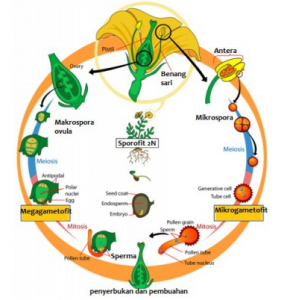 Pistil
Antera
Ovary
Benang
sari
Makrospora
ovula
Mikrospora
Sporofit 2N
Meiosis
Meiosis
Antipodal
Polar
nuclei
Egg
Seed coat
Endosperm
Embryo
Generative cell
Tube cell
Megagametofit
Mikrogametofit
Mitosis
Pollen grain
Sperm
Mitosis
Pollen tube
Sperma
Pollen tube
Tube nucleus
penyerbukan dan pembuahan